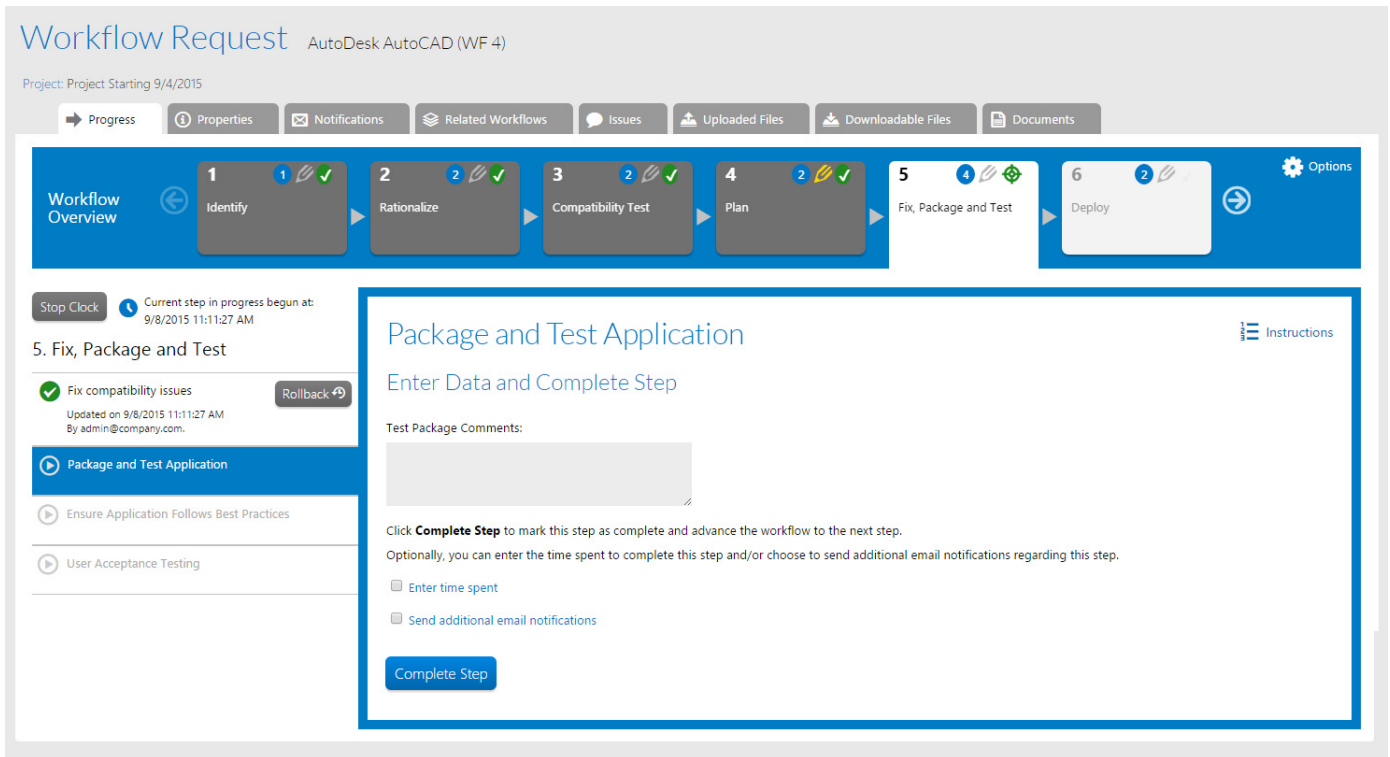 Workflow Request AutoDesk AutoCAD (WF 4)
Project: Project Starting 9/4/2015
Progress Properties Notifications Related Workflows Issues Uploaded Files Downloadable Files Documents
Workflow Overview
1 1
Identify
2 2
Rationalize
3 2
Compatibility Test
4 2
Plan
5 4
Fix, Package and Test
6 2
Deploy
Options
Stop Clock
Current step in progress begun at:
9/8/2015 11:11:27 AM
5. Fix, Package and Test
Fix compatibility issues
Rollback
Updated on 9/8/2015 11:11:27 AM
By admin@company.com.
Package and Test Application
Ensure Application Follows Best Practices
User Acceptance Testing
Package and Test Application
Instructions
Enter Data and Complete Step
Test Package Comments:
Click Complete Step to mark this step as complete and advance the workflow to the next step.
Optionally, you can enter the time spent to complete this step and/or choose to send additional email notifications regarding this step.
Enter time spent
Send additional email notifications
Complete Step